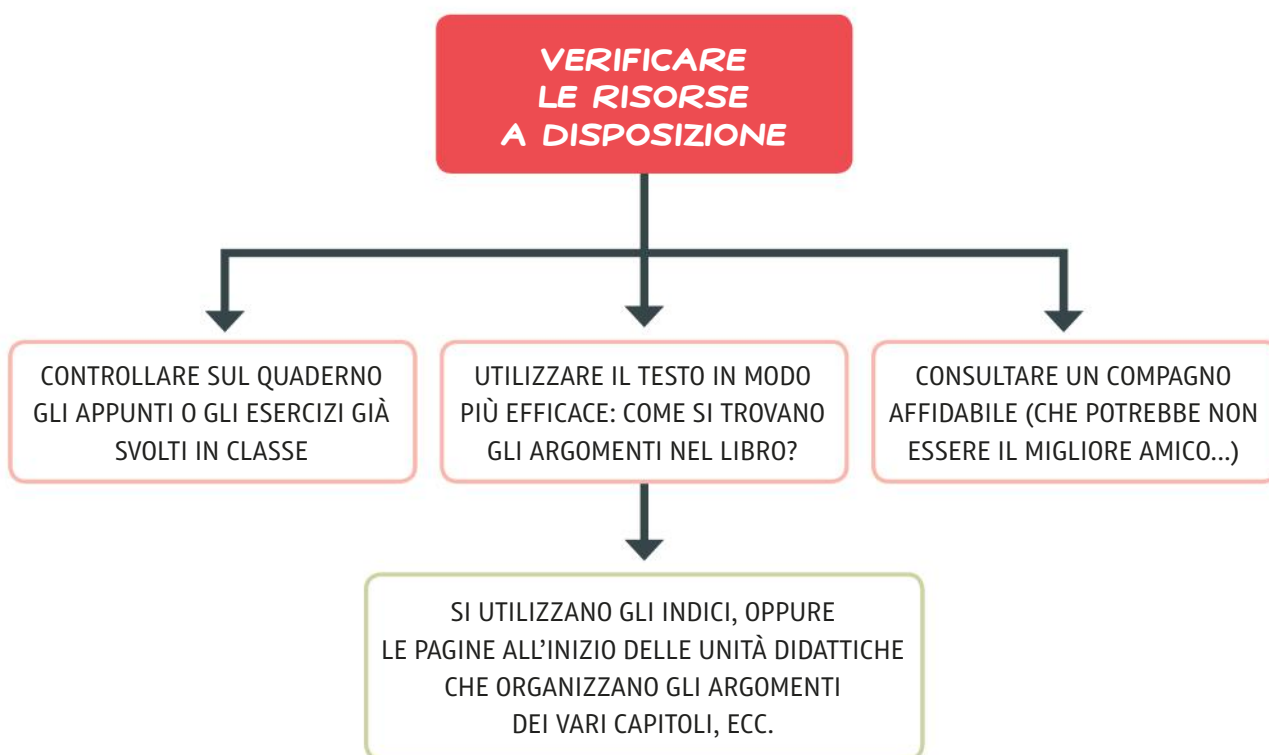 VERIFICARE
LE RISORSE
A DISPOSIZIONE
CONTROLLARE SUL QUADERNO
GLI APPUNTI O GLI ESERCIZI GIÀ
SVOLTI IN CLASSE
UTILIZZARE IL TESTO IN MODO
PIÙ EFFICACE: COME SI TROVANO
GLI ARGOMENTI NEL LIBRO?
CONSULTARE UN COMPAGNO
AFFIDABILE (CHE POTREBBE NON
ESSERE IL MIGLIORE AMICO...)
SI UTILIZZANO GLI INDICI, OPPURE
LE PAGINE ALL’INIZIO DELLE UNITÀ DIDATTICHE
CHE ORGANIZZANO GLI ARGOMENTI
DEI VARI CAPITOLI, ECC.